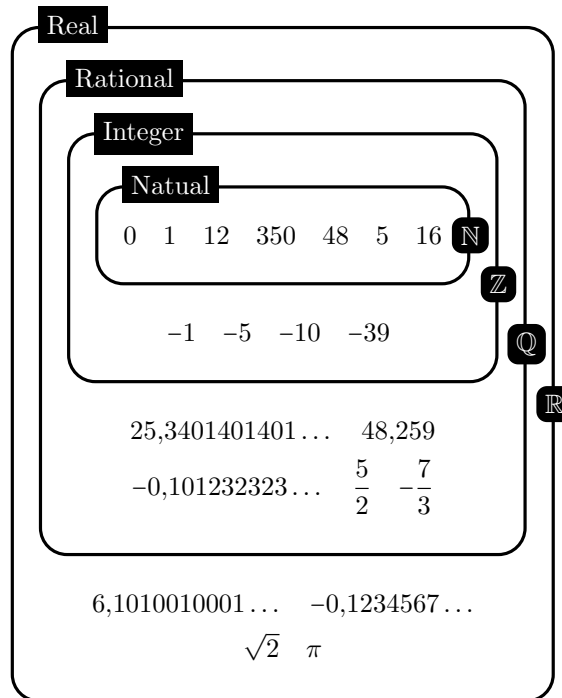 Real
Rational
Integer
Natual
0 1 12 350 48 5 16 ℕ
ℤ
−1 −5 −10 −39
ℚ
ℝ
25,3401401401… 48,259
−0,101232323… 5/2 −7/3
6,1010010001… −0,1234567…
√2 π